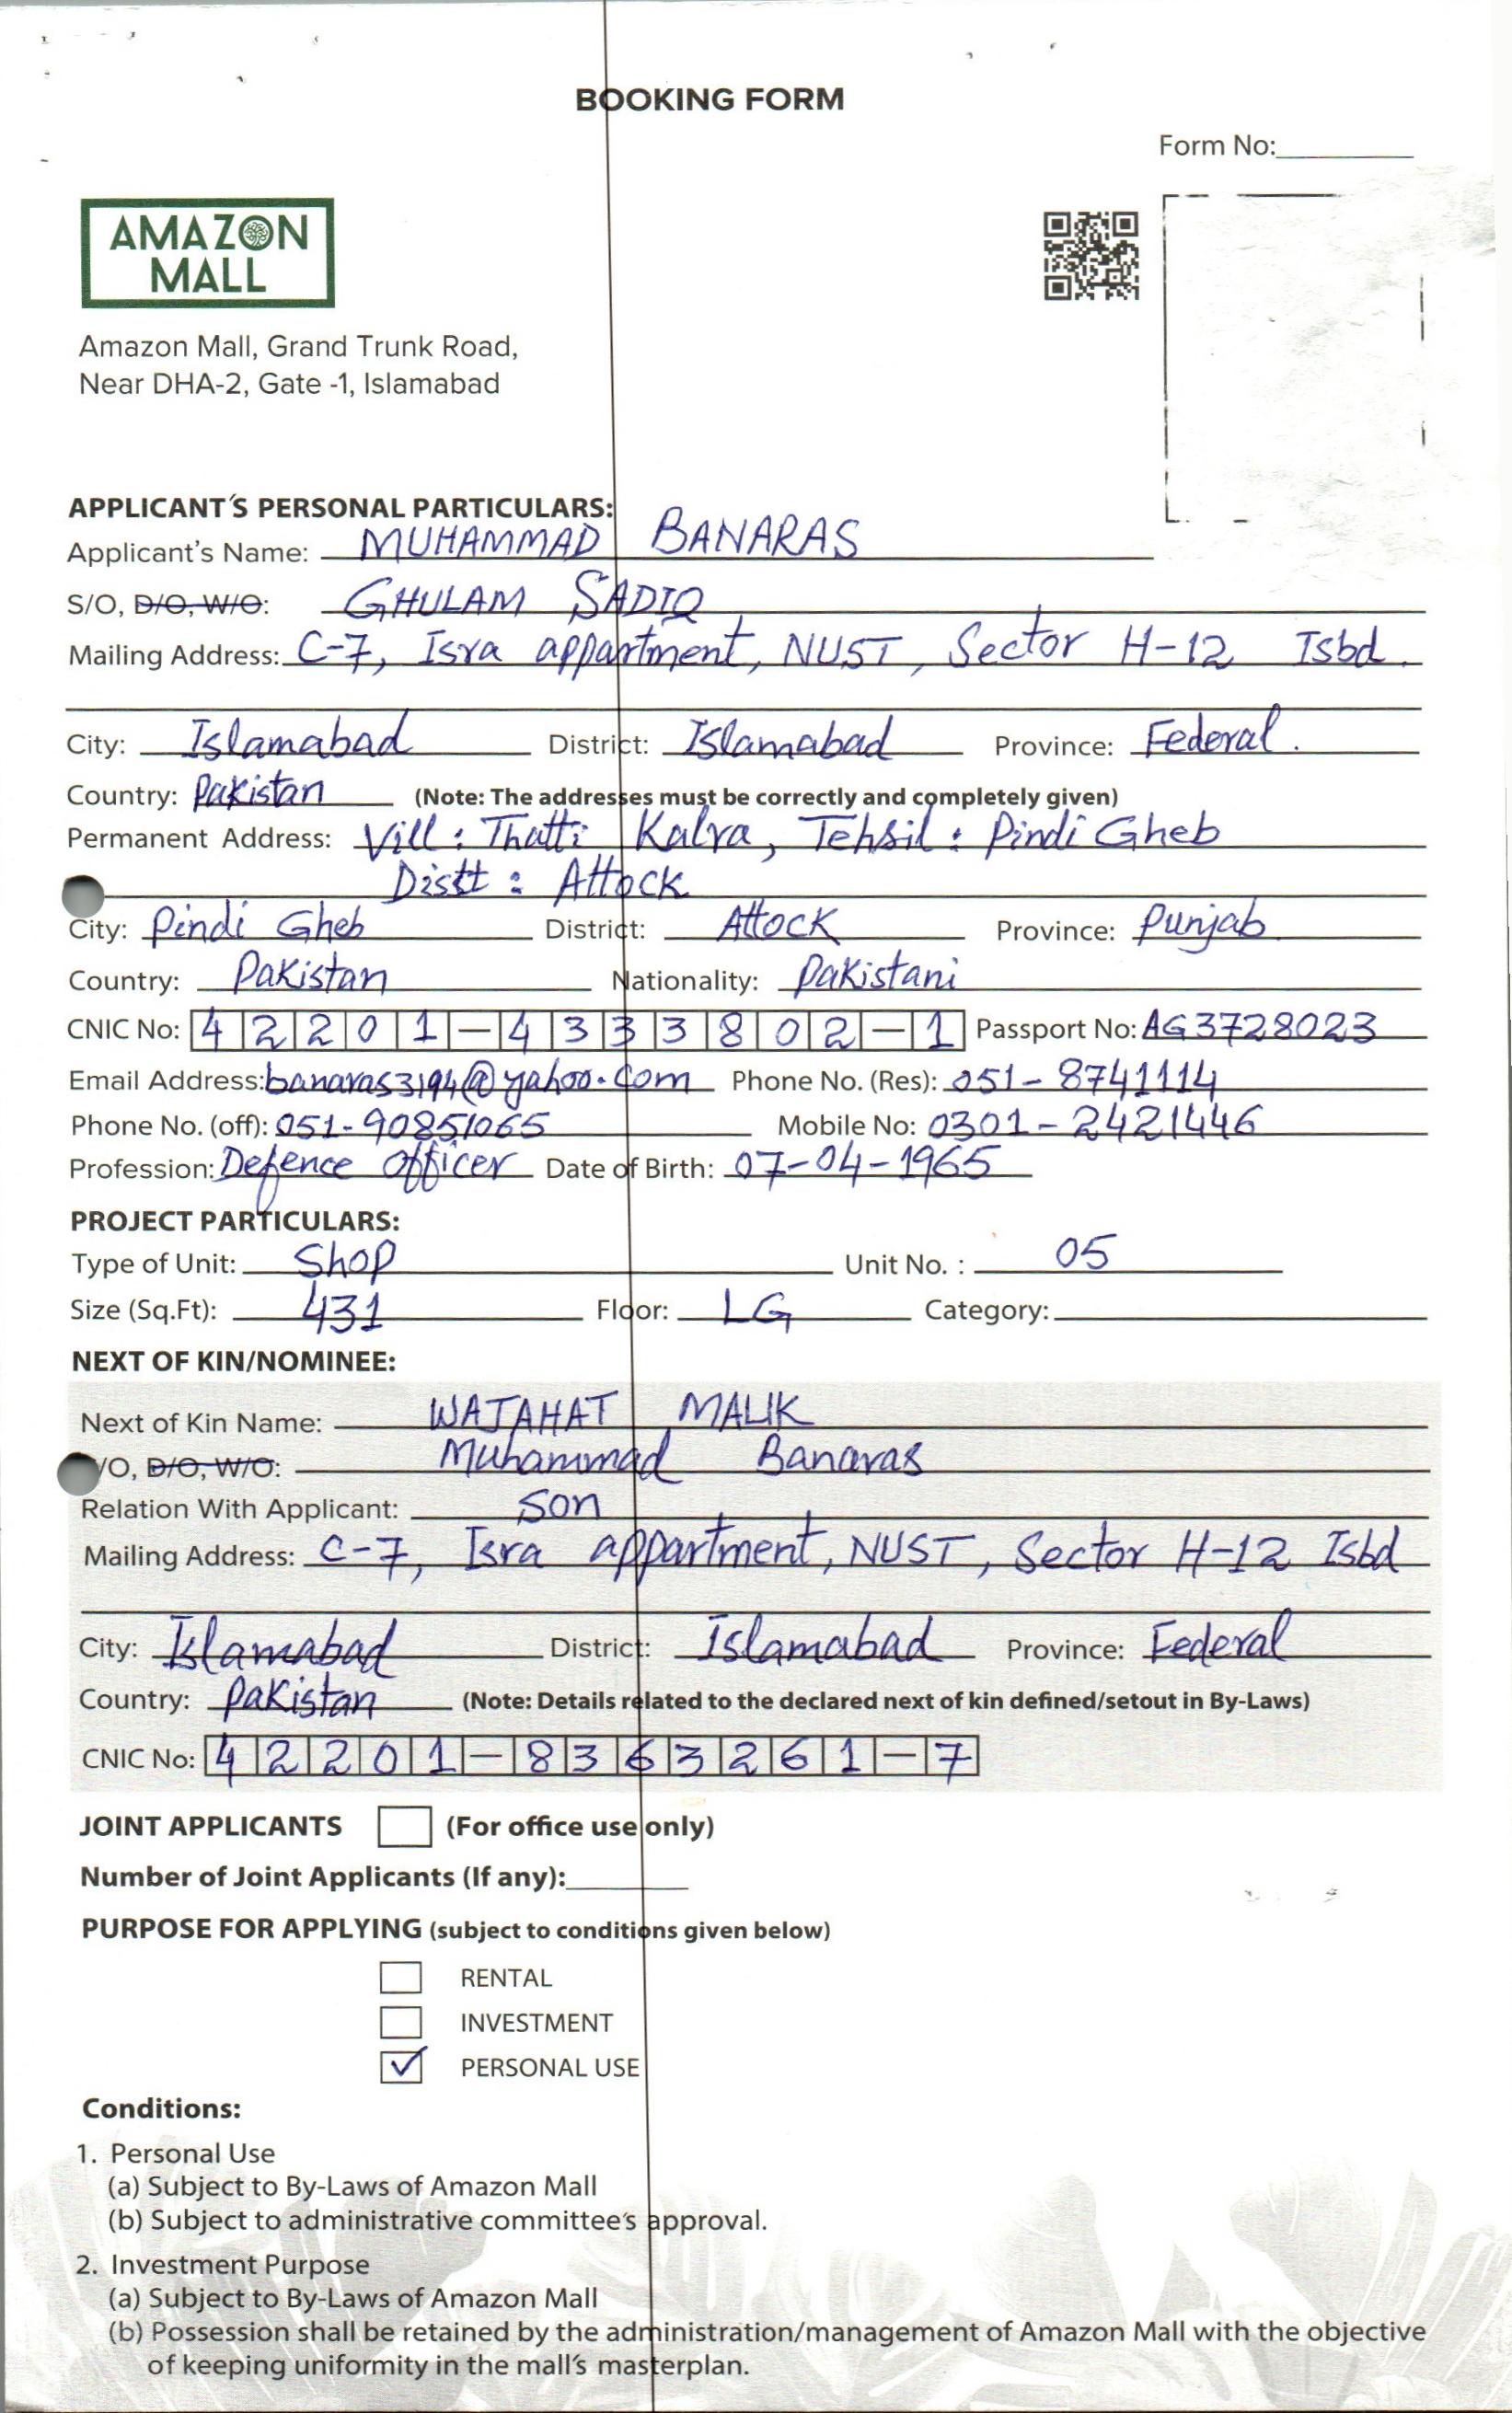 BOOKING FORM
Form No:
AMAZON
MALL
Amazon Mall, Grand Trunk Road,
Near DHA-2, Gate -1, Islamabad
APPLICANT'S PERSONAL PARTICULARS:
Applicant's Name: MUHAMMAD BANARAS
S/O, D/O, W/O: GHULAM SADIQ
Mailing Address: C-7, Isra appartment, NUST, Sector H-12 Isbd.
City: Islamabad District: Islamabad Province: Federal.
Country: Pakistan (Note: The addresses must be correctly and completely given)
Permanent Address: Vill: Thatti Kalra, Tehsil: Pindi Gheb
Distt: Attock
City: Pindi Gheb District: Attock Province: Punjab
Country: Pakistan Nationality: Pakistani
CNIC No: 42201-4333802-1 Passport No: AG3728023
Email Address: banaras3194@yahoo.com Phone No. (Res): 051-8741114
Phone No. (off): 051-90851065 Mobile No: 0301-2421446
Profession: Defence Officer Date of Birth: 07-04-1965
PROJECT PARTICULARS:
Type of Unit: Shop Unit No. : 05
Size (Sq.Ft): 431 Floor: LG Category:
NEXT OF KIN/NOMINEE:
Next of Kin Name: WAJAHAT MALIK
/O, D/O, W/O: Muhammad Banaras
Relation With Applicant: Son
Mailing Address: C-7, Isra appartment, NUST, Sector H-12 Isbd
City: Islamabad District: Islamabad Province: Federal
Country: Pakistan (Note: Details related to the declared next of kin defined/setout in By-Laws)
CNIC No: 42201-8363261-7
JOINT APPLICANTS (For office use only)
Number of Joint Applicants (If any):
PURPOSE FOR APPLYING (subject to conditions given below)
RENTAL
INVESTMENT
PERSONAL USE
Conditions:
1. Personal Use
(a) Subject to By-Laws of Amazon Mall
(b) Subject to administrative committee's approval.
2. Investment Purpose
(a) Subject to By-Laws of Amazon Mall
(b) Possession shall be retained by the administration/management of Amazon Mall with the objective
of keeping uniformity in the mall's masterplan.